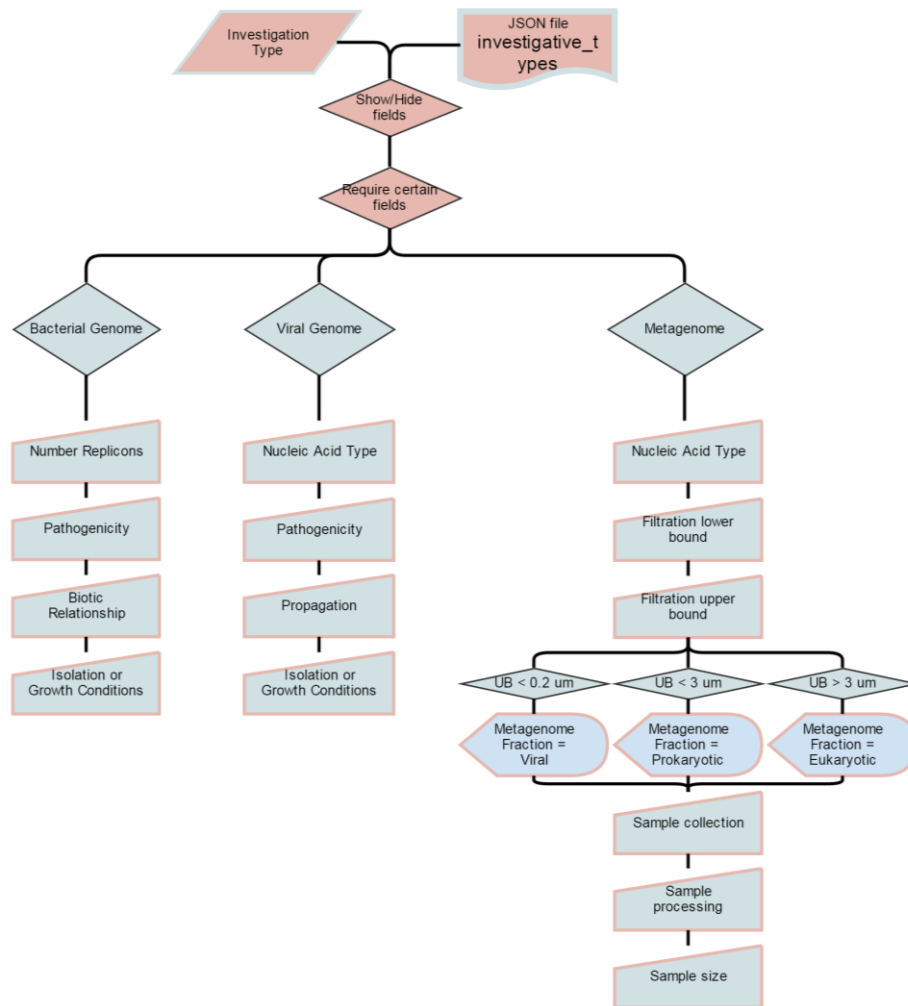 Investigation
Type
JSON file
investigative_t
ypes
Show/Hide
fields
Require certain
fields
Bacterial Genome
Viral Genome
Metagenome
Number Replicons
Nucleic Acid Type
Nucleic Acid Type
Pathogenicity
Pathogenicity
Filtration lower
bound
Biotic
Relationship
Propagation
Filtration upper
bound
Isolation or
Growth Conditions
Isolation or
Growth Conditions
UB < 0.2 um
UB < 3 um
UB > 3 um
Metagenome
Fraction =
Viral
Metagenome
Fraction =
Prokaryotic
Metagenome
Fraction =
Eukaryotic
Sample collection
Sample
processing
Sample size